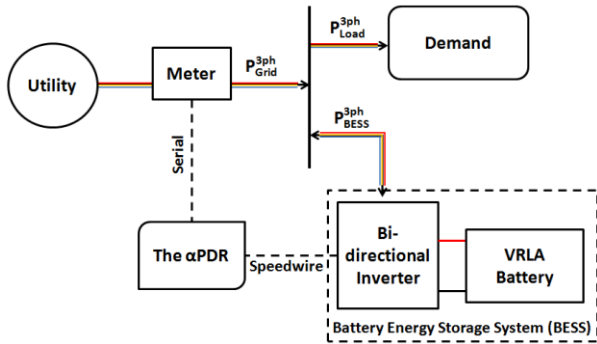 Utility
Meter
P3ph Grid
P3ph Load
Demand
P3ph BESS
Serial
The αPDR
Speedwire
Bi-
directional
Inverter
VRLA
Battery
Battery Energy Storage System (BESS)